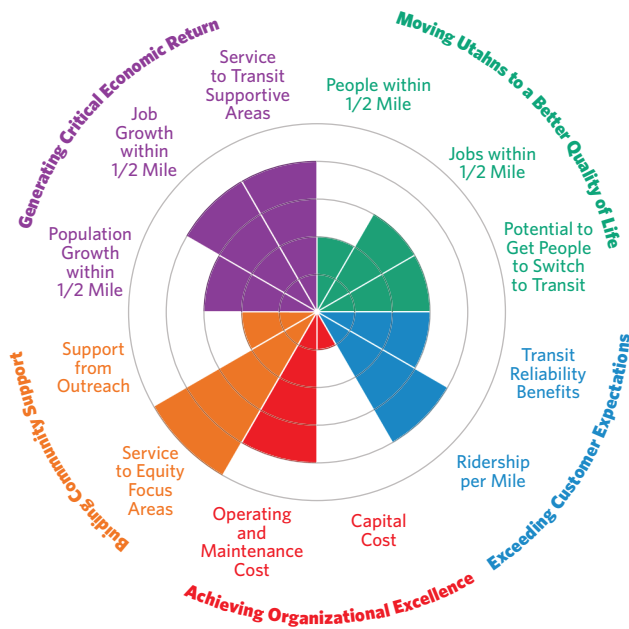 Generating Critical Economic Return
Moving Utahns to a Better Quality of Life
Service
to Transit
Supportive
Areas
People within
1/2 Mile
Job
Growth
within
1/2 Mile
Jobs within
1/2 Mile
Population
Growth
within
1/2 Mile
Potential to
Get People
to Switch
to Transit
Support
from
Outreach
Transit
Reliability
Benefits
Service
to Equity
Focus
Areas
Ridership
per Mile
Operating
and
Maintenance
Cost
Capital
Cost
Buiding Community Support
Exceeding Customer Expectations
Achieving Organizational Excellence